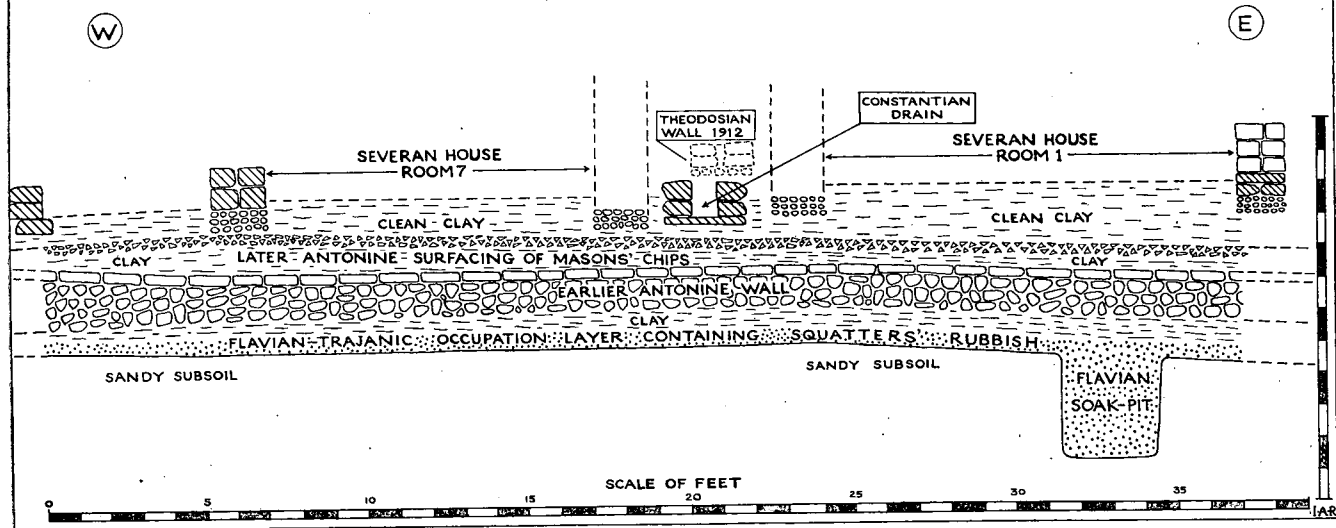 W
E
THEODOSIAN
WALL 1912
CONSTANTIAN
DRAIN
SEVERAN HOUSE
ROOM 7
SEVERAN HOUSE
ROOM 1
CLEAN CLAY
CLEAN CLAY
CLAY
LATER ANTONINE SURFACING OF MASONS' CHIPS
CLAY
EARLIER ANTONINE WALL
CLAY
FLAVIAN-TRAJANIC OCCUPATION LAYER CONTAINING SQUATTERS RUBBISH
SANDY SUBSOIL
SANDY SUBSOIL
FLAVIAN
SOAK-PIT
SCALE OF FEET
0 5 10 15 20 25 30 35